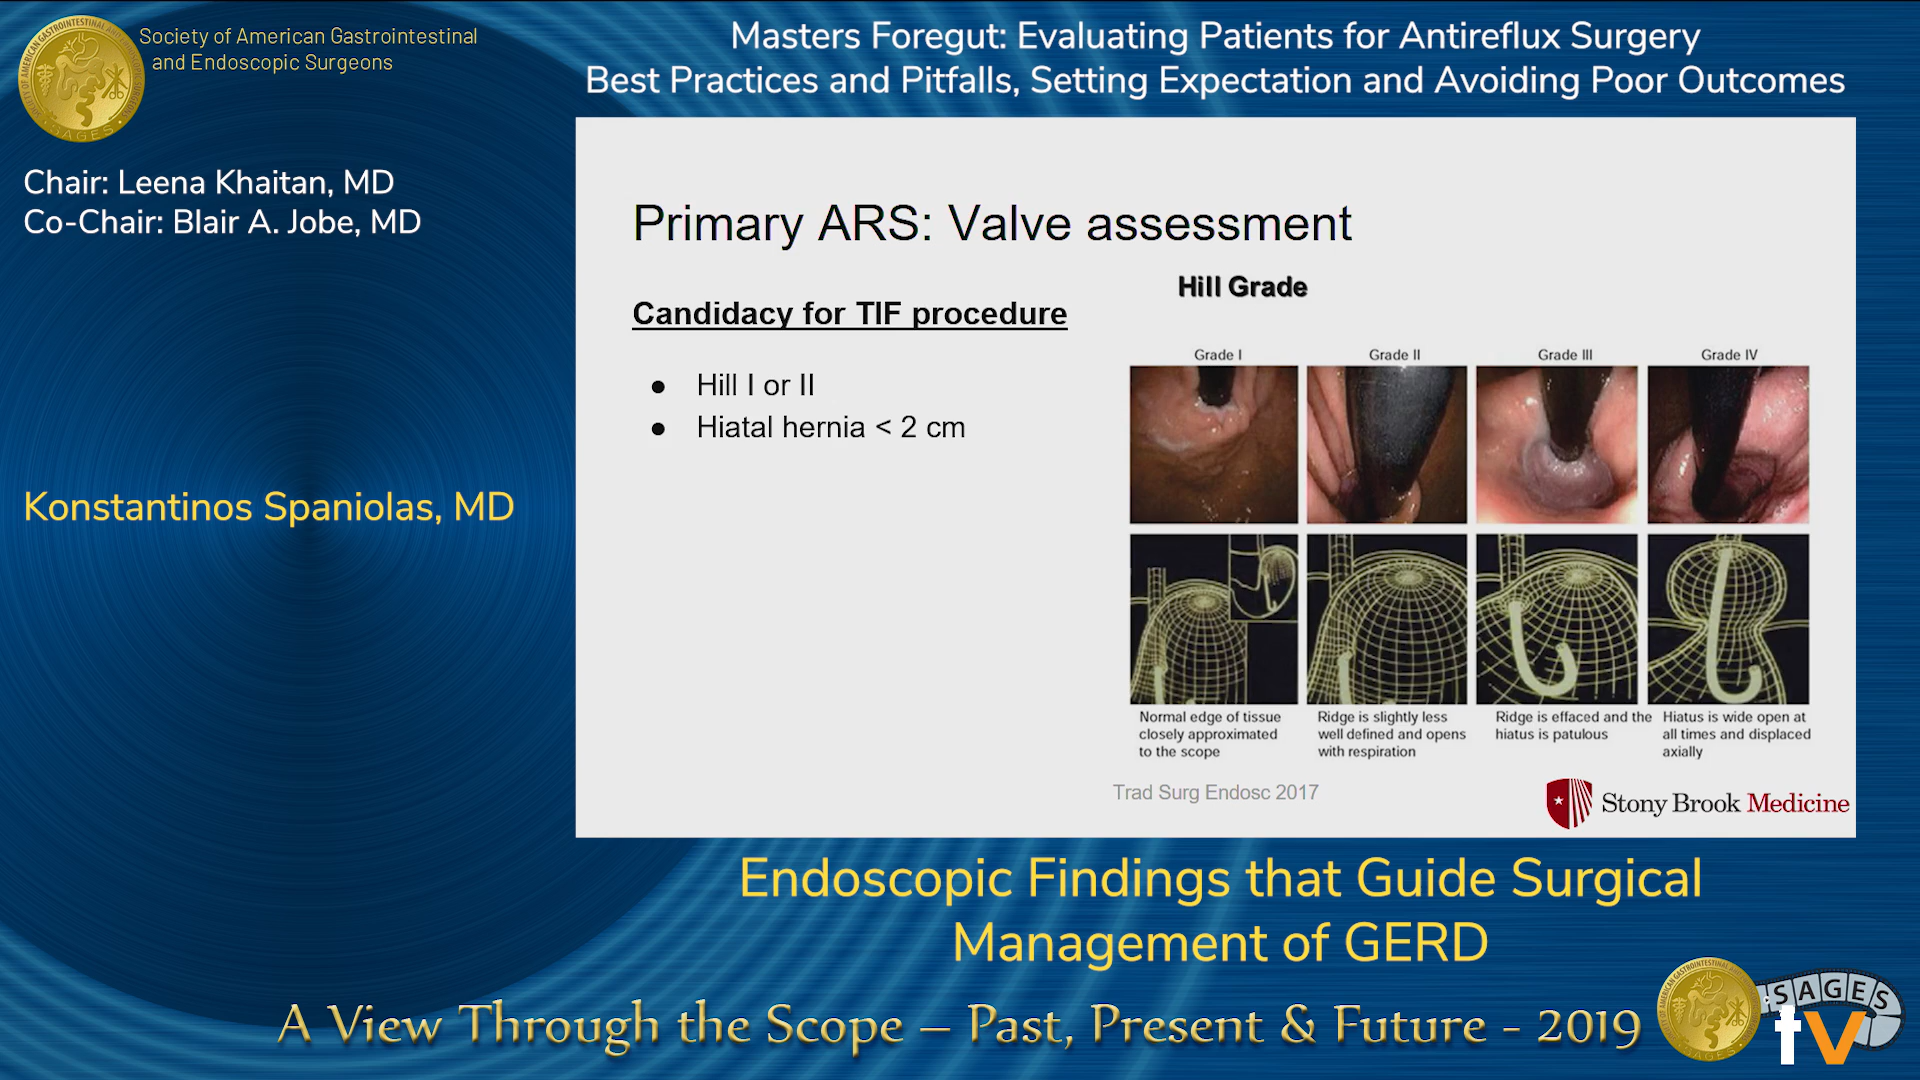 Society of American Gastrointestinal
and Endoscopic Surgeons
Masters Foregut: Evaluating Patients for Antireflux Surgery
Best Practices and Pitfalls, Setting Expectation and Avoiding Poor Outcomes
Chair: Leena Khaitan, MD
Co-Chair: Blair A. Jobe, MD
Konstantinos Spaniolas, MD
Primary ARS: Valve assessment
Candidacy for TIF procedure
● Hill I or II
● Hiatal hernia < 2 cm
Hill Grade
Grade I Grade II Grade III Grade IV
Normal edge of tissue
closely approximated
to the scope
Ridge is slightly less
well defined and opens
with respiration
Ridge is effaced and the
hiatus is patulous
Hiatus is wide open at
all times and displaced
axially
Trad Surg Endosc 2017
Stony Brook Medicine
Endoscopic Findings that Guide Surgical
Management of GERD
A View Through the Scope – Past, Present & Future - 2019
SAGES
tv